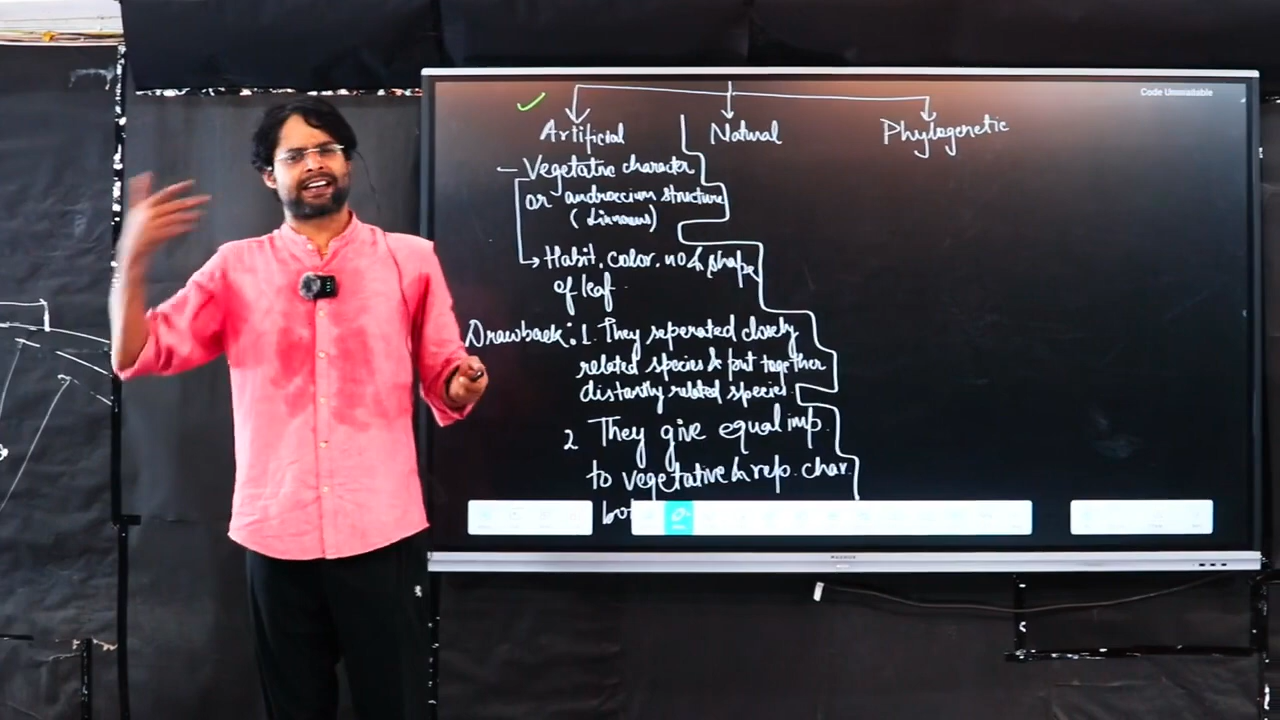 Code Unavailable
Artificial
Natural
Phylogenetic
- Vegetative character
or androecium structure
(Linnaeus)
→ Habit, color, no & shape
of leaf
Drawback: 1. They seperated closely
related species & put together
distantly related species.
2 They give equal imp.
to vegetative & rep. char.